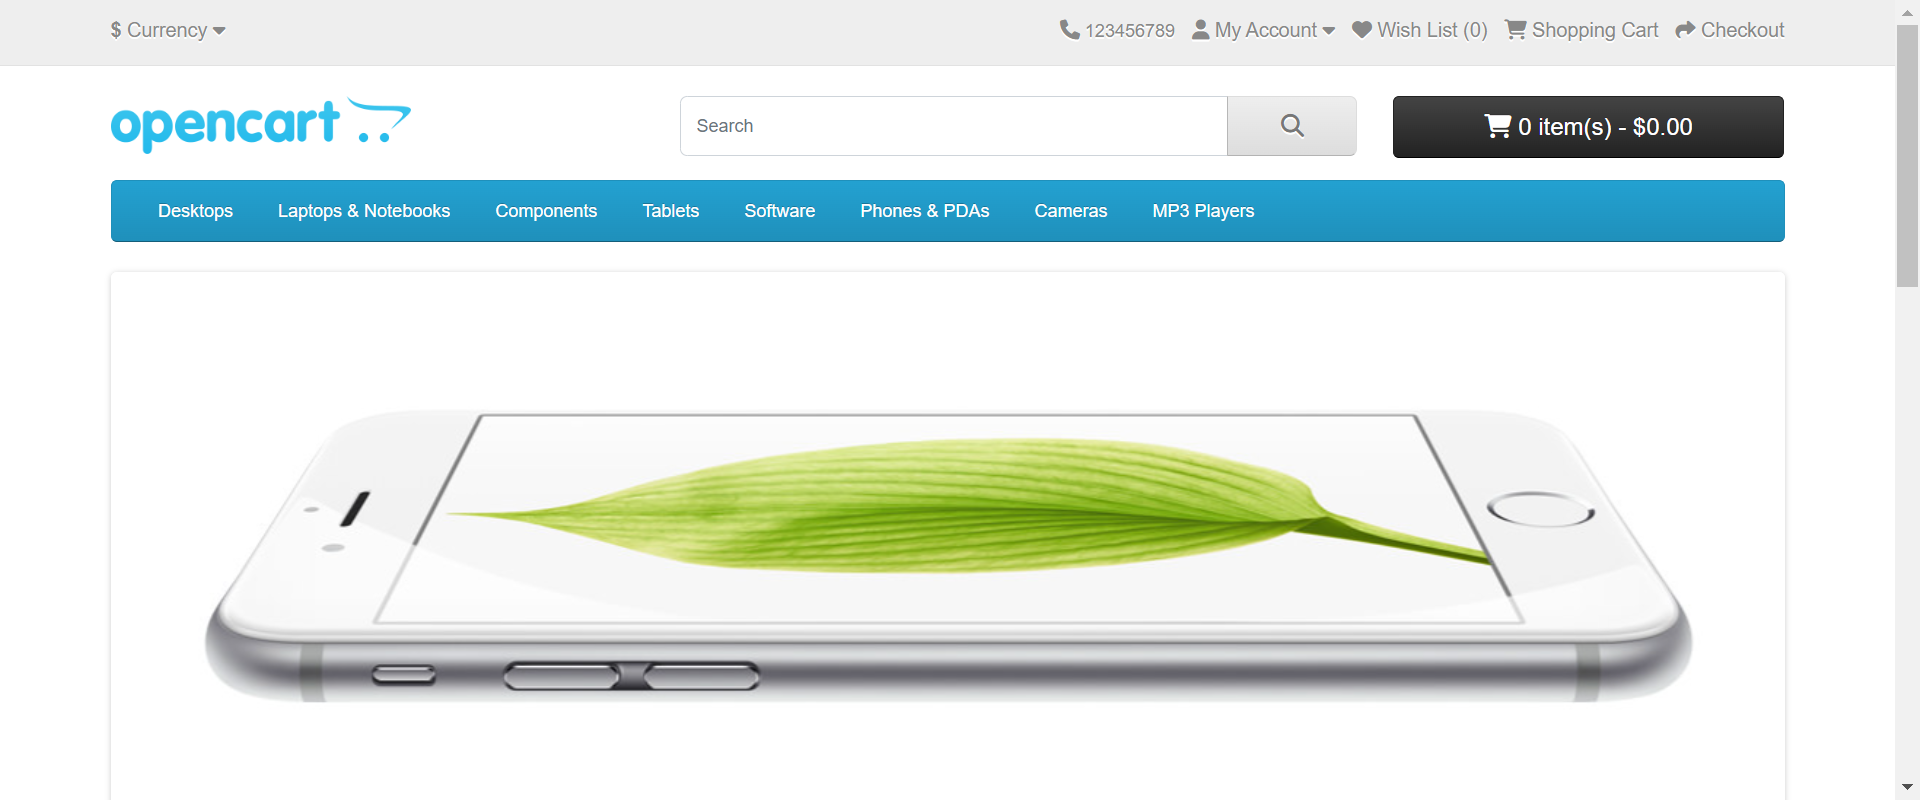 $ Currency
123456789 My Account Wish List (0) Shopping Cart Checkout
opencart
Search
0 item(s) - $0.00
Desktops Laptops & Notebooks Components Tablets Software Phones & PDAs Cameras MP3 Players